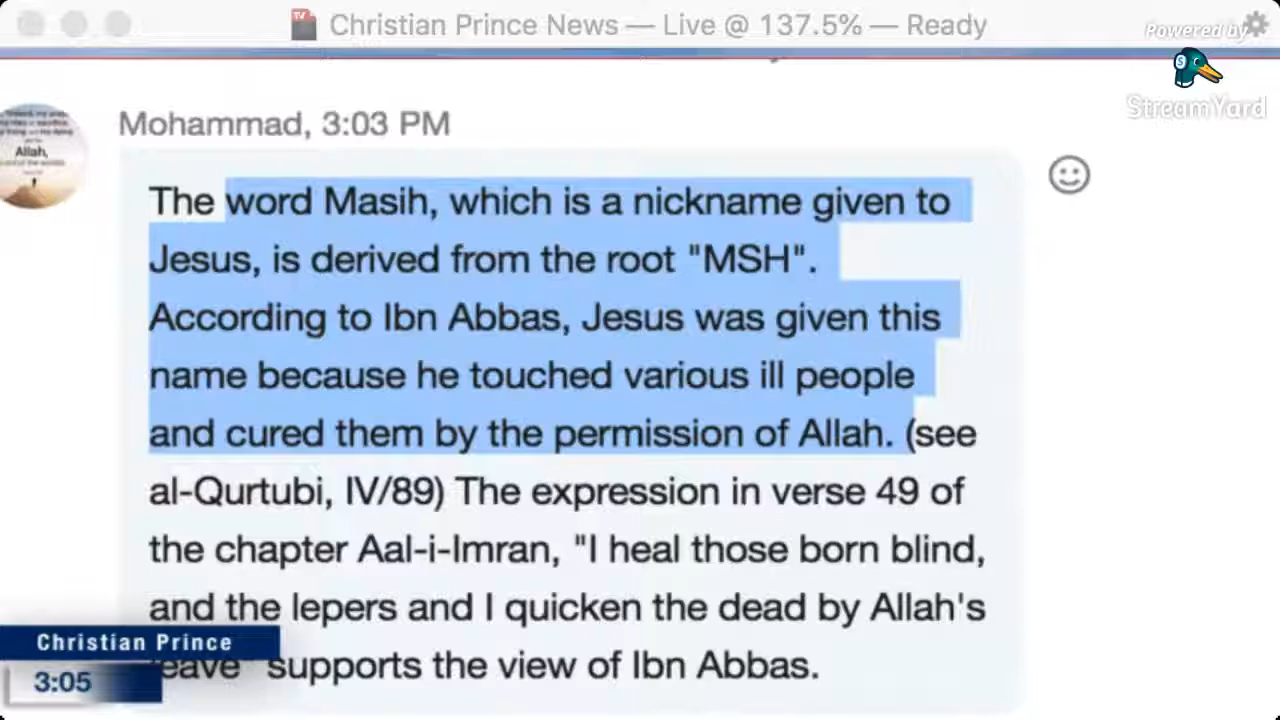 Christian Prince News — Live @ 137.5% — Ready
Powered by
StreamYard
Allah,
Mohammad, 3:03 PM
The word Masih, which is a nickname given to
Jesus, is derived from the root "MSH".
According to Ibn Abbas, Jesus was given this
name because he touched various ill people
and cured them by the permission of Allah. (see
al-Qurtubi, IV/89) The expression in verse 49 of
the chapter Aal-i-Imran, "I heal those born blind,
and the lepers and I quicken the dead by Allah's
leave" supports the view of Ibn Abbas.
Christian Prince
3:05